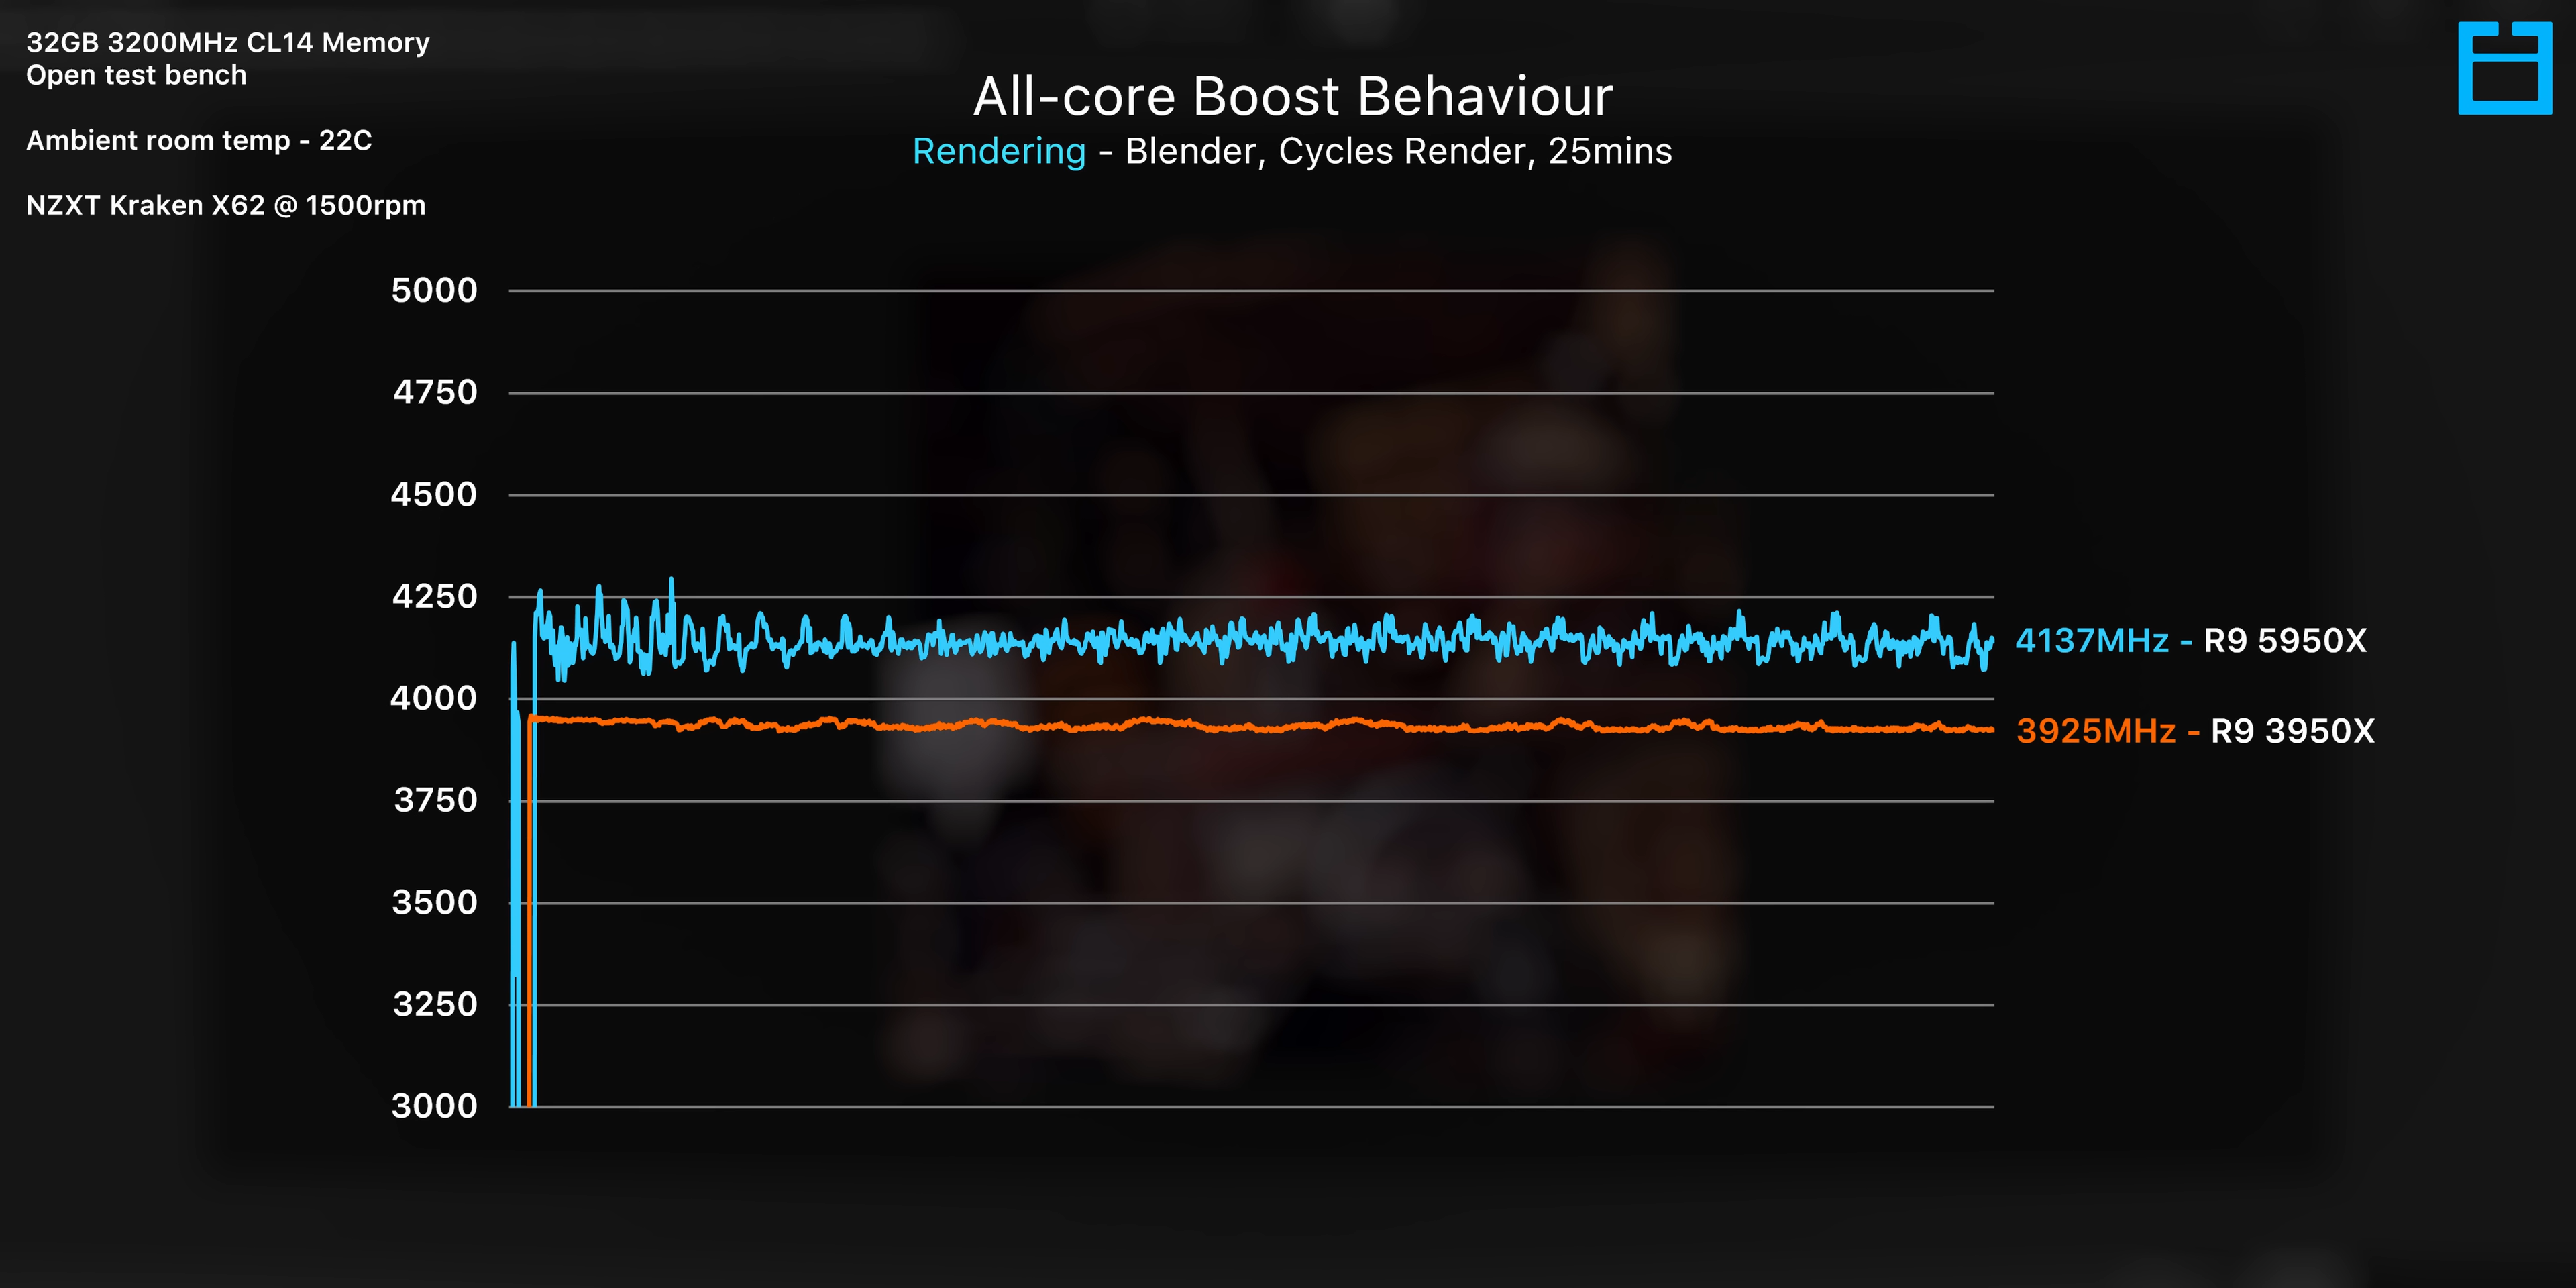 32GB 3200MHz CL14 Memory
Open test bench
Ambient room temp - 22C
NZXT Kraken X62 @ 1500rpm
All-core Boost Behaviour
Rendering - Blender, Cycles Render, 25mins
5000
4750
4500
4250
4000
3750
3500
3250
3000
4137MHz - R9 5950X
3925MHz - R9 3950X